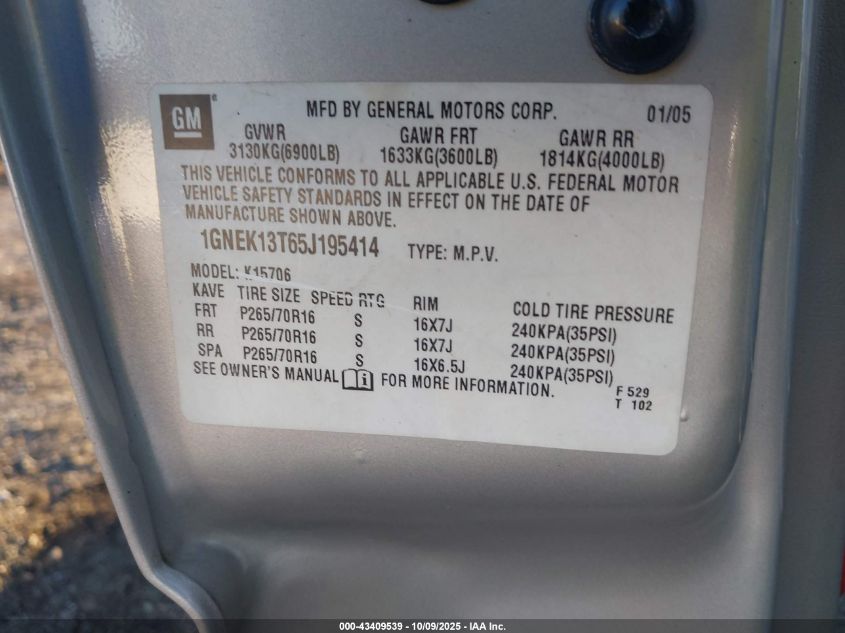 GM ®
MFD BY GENERAL MOTORS CORP. 01/05
GVWR GAWR FRT GAWR RR
3130KG(6900LB) 1633KG(3600LB) 1814KG(4000LB)
THIS VEHICLE CONFORMS TO ALL APPLICABLE U.S. FEDERAL MOTOR
VEHICLE SAFETY STANDARDS IN EFFECT ON THE DATE OF
MANUFACTURE SHOWN ABOVE.
1GNEK13T65J195414 TYPE: M.P.V.
MODEL: K15706
KAVE TIRE SIZE SPEED RTG RIM COLD TIRE PRESSURE
FRT P265/70R16 S 16X7J 240KPA(35PSI)
RR P265/70R16 S 16X7J 240KPA(35PSI)
SPA P265/70R16 S 16X6.5J 240KPA(35PSI)
SEE OWNER'S MANUAL i FOR MORE INFORMATION.
F 529
T 102
000-43409539 - 10/09/2025 - IAA Inc.